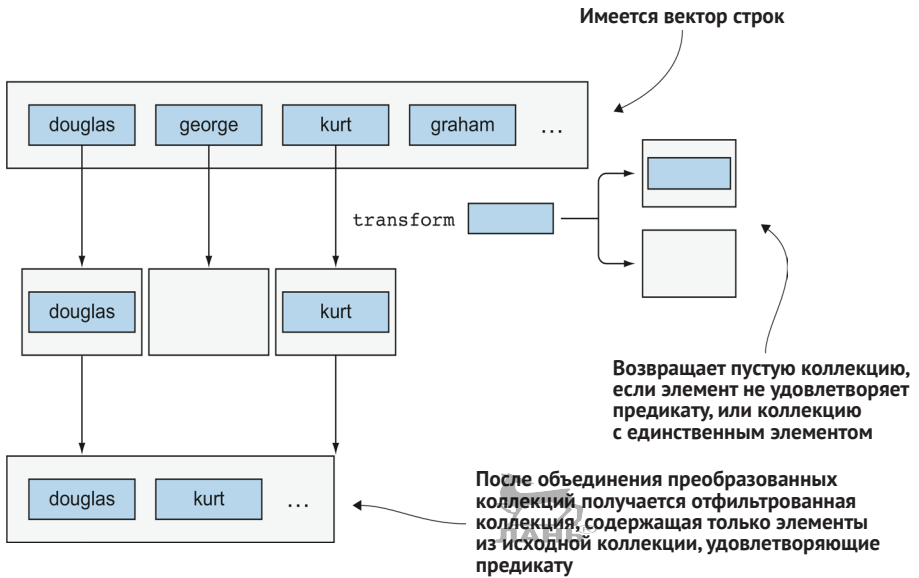 Имеется вектор строк
douglas
george
kurt
graham
...
transform
douglas
kurt
Возвращает пустую коллекцию,
если элемент не удовлетворяет
предикату, или коллекцию
с единственным элементом
douglas
kurt
...
После объединения преобразованных
коллекций получается отфильтрованная
коллекция, содержащая только элементы
из исходной коллекции, удовлетворяющие
предикату
ЛАНЬ